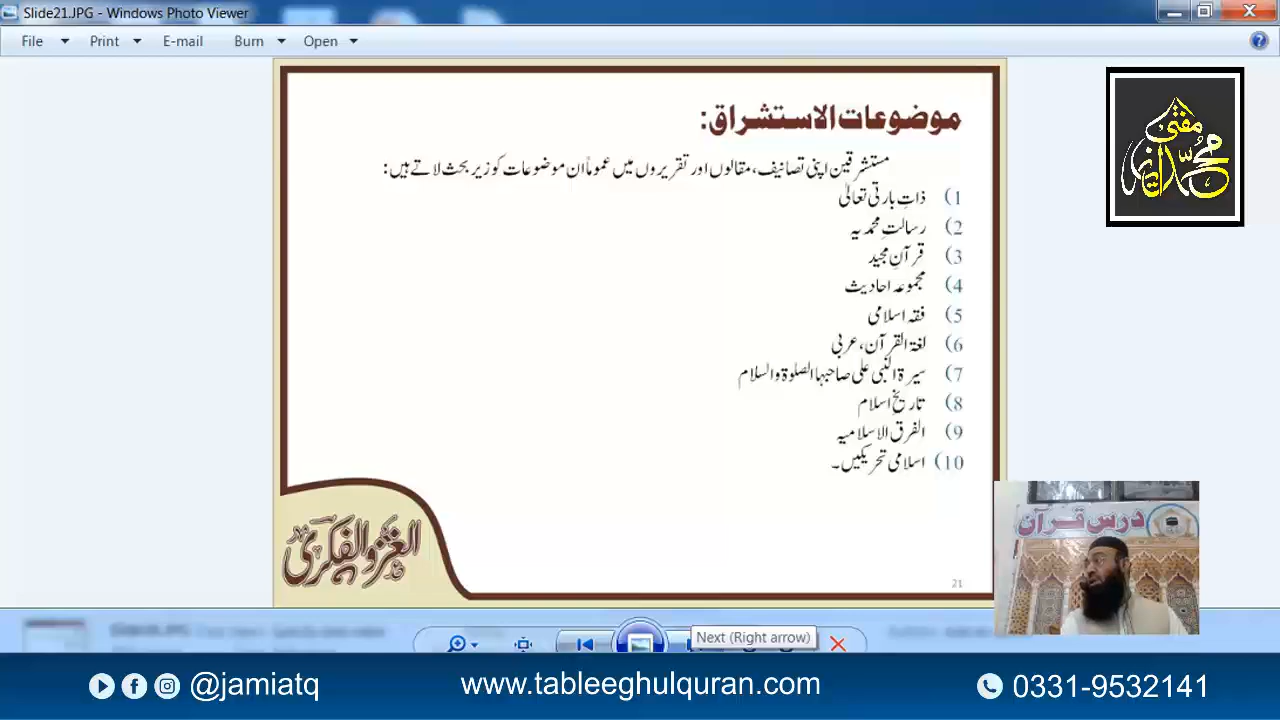 Slide21.JPG - Windows Photo Viewer
File Print E-mail Burn Open
موضوعات الاستشراق:
مستشرقین اپنی تصانیف، مقالوں اور تقریروں میں عموماً ان موضوعات کو زیر بحث لاتے ہیں:
1) ذاتِ باری تعالیٰ
2) رسالتِ محمدیہ
3) قرآنِ مجید
4) مجموعہ احادیث
5) فقہ اسلامی
6) لغۃ القرآن، عربی
7) سیرۃ النبی علی صاحبہا الصلوۃ والسلام
8) تاریخِ اسلام
9) الفرق الاسلامیہ
10) اسلامی تحریکیں۔
الغزو الفکری
21
مفتی محمد
درس قرآن
Next (Right arrow)
@jamiatq www.tableeghulquran.com 0331-9532141